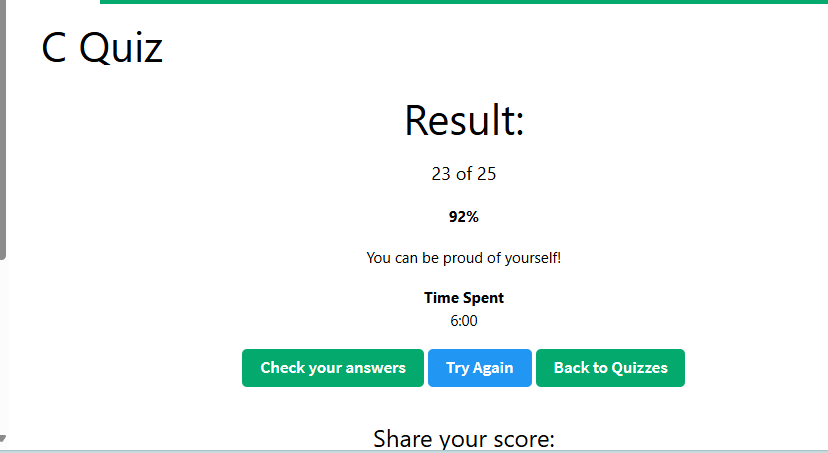 C Quiz
Result:
23 of 25
92%
You can be proud of yourself!
Time Spent
6:00
Check your answers Try Again Back to Quizzes
Share your score: